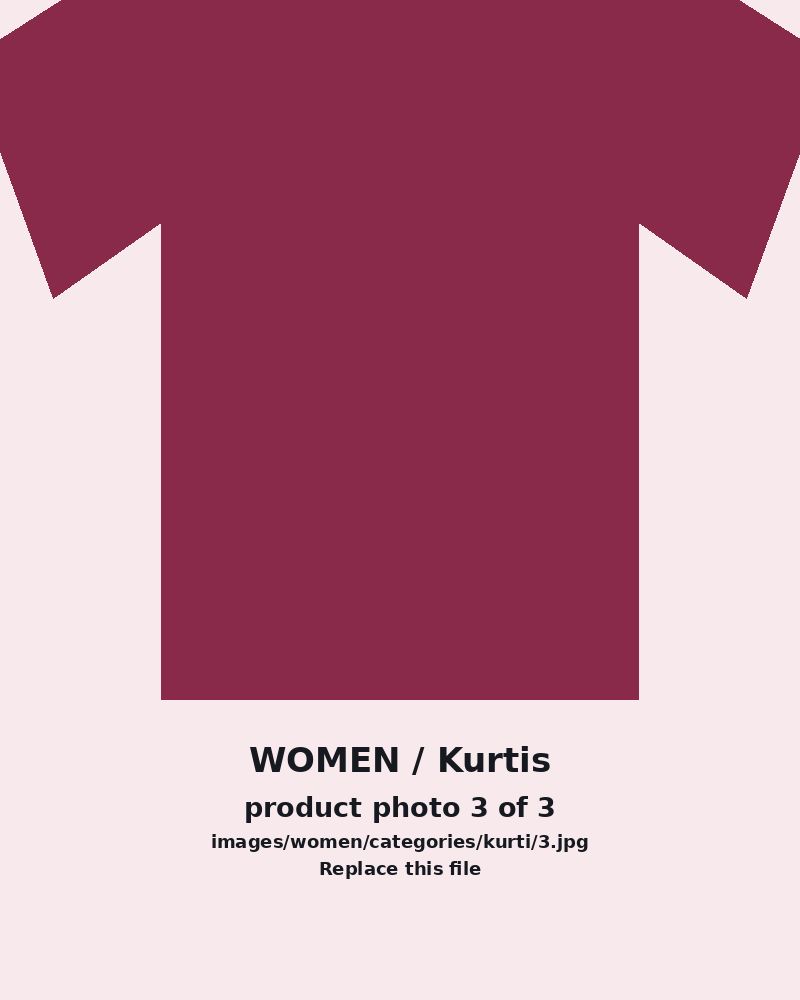 WOMEN / Kurtis
product photo 3 of 3
images/women/categories/kurti/3.jpg
Replace this file